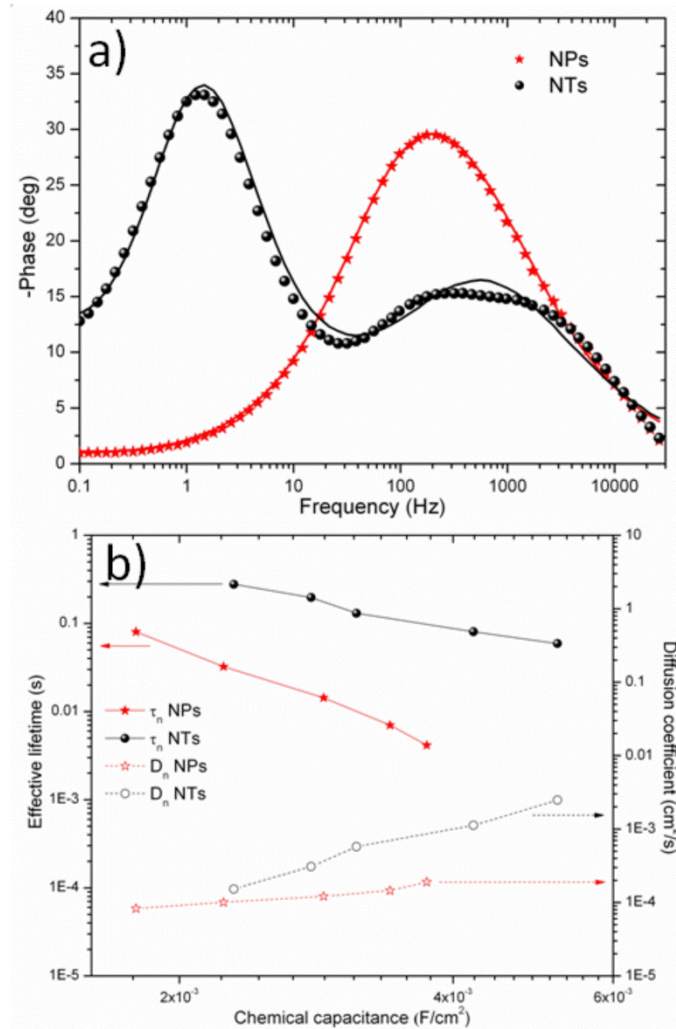 a)
NPs
NTs
-Phase (deg)
40
35
30
25
20
15
10
5
0
0.1 1 10 100 1000 10000
Frequency (Hz)
b)
Effective lifetime (s)
1
0.1
0.01
1E-3
1E-4
1E-5
τn NPs
τn NTs
Dn NPs
Dn NTs
10
1
0.1
0.01
1E-3
1E-4
1E-5
Diffusion coefficient (cm²/s)
2x10⁻³ 4x10⁻³ 6x10⁻³
Chemical capacitance (F/cm²)